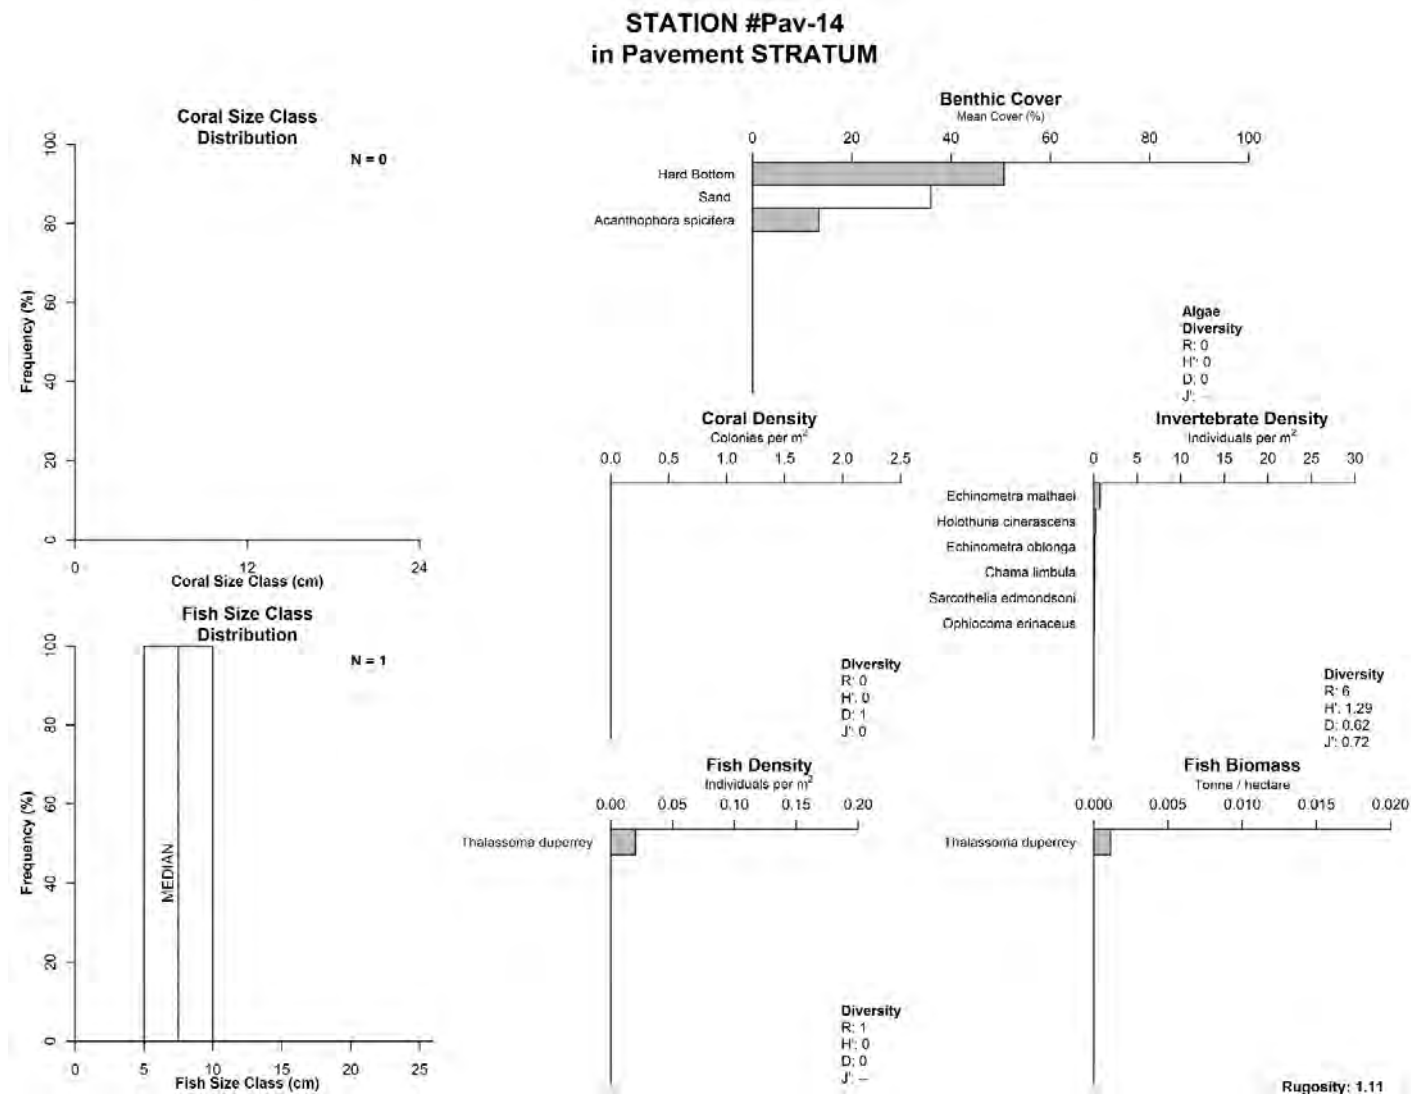 STATION #Pav-14
in Pavement STRATUM
Coral Size Class
Distribution
N = 0
Frequency (%)
0 20 40 60 80 100
0 12 24
Coral Size Class (cm)
Fish Size Class
Distribution
N = 1
Frequency (%)
0 20 40 60 80 100
MEDIAN
0 5 10 15 20 25
Fish Size Class (cm)
Benthic Cover
Mean Cover (%)
0 20 40 60 80 100
Hard Bottom
Sand
Acanthophora spicifera
Algae
Diversity
R: 0
H': 0
D: 0
J': --
Coral Density
Colonies per m²
0.0 0.5 1.0 1.5 2.0 2.5
Diversity
R: 0
H': 0
D: 1
J': 0
Invertebrate Density
Individuals per m²
0 5 10 15 20 25 30
Echinometra mathaei
Holothuria cinerascens
Echinometra oblonga
Chama limbula
Sarcothelia edmondsoni
Ophiocoma erinaceus
Diversity
R: 6
H': 1.29
D: 0.62
J': 0.72
Fish Density
Individuals per m²
0.00 0.05 0.10 0.15 0.20
Thalassoma duperrey
Diversity
R: 1
H': 0
D: 0
J': --
Fish Biomass
Tonne / hectare
0.000 0.005 0.010 0.015 0.020
Thalassoma duperrey
Rugosity: 1.11